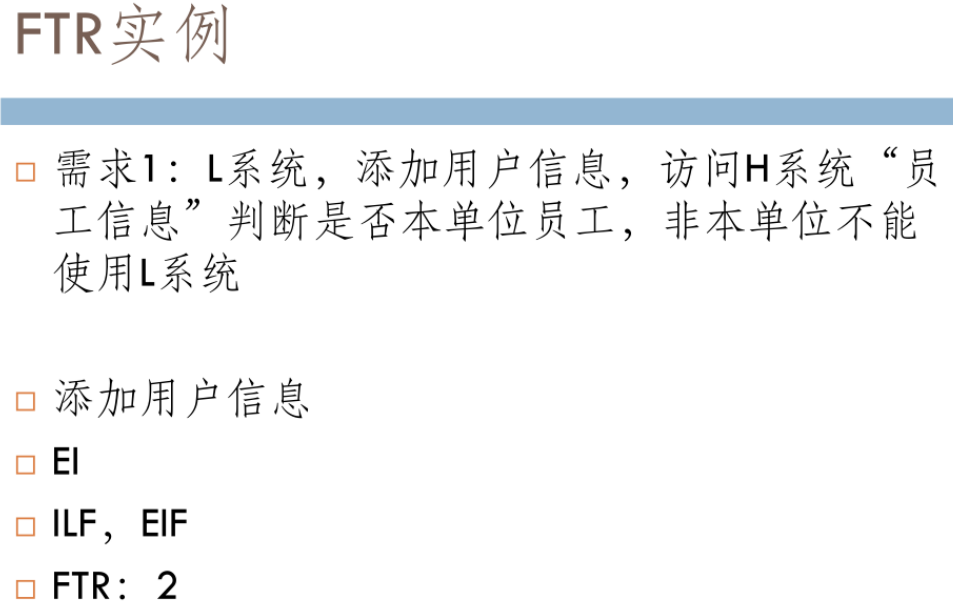 FTR实例
需求1：L系统，添加用户信息，访问H系统“员
工信息”判断是否本单位员工，非本单位不能
使用L系统
添加用户信息
EI
ILF，EIF
FTR：2